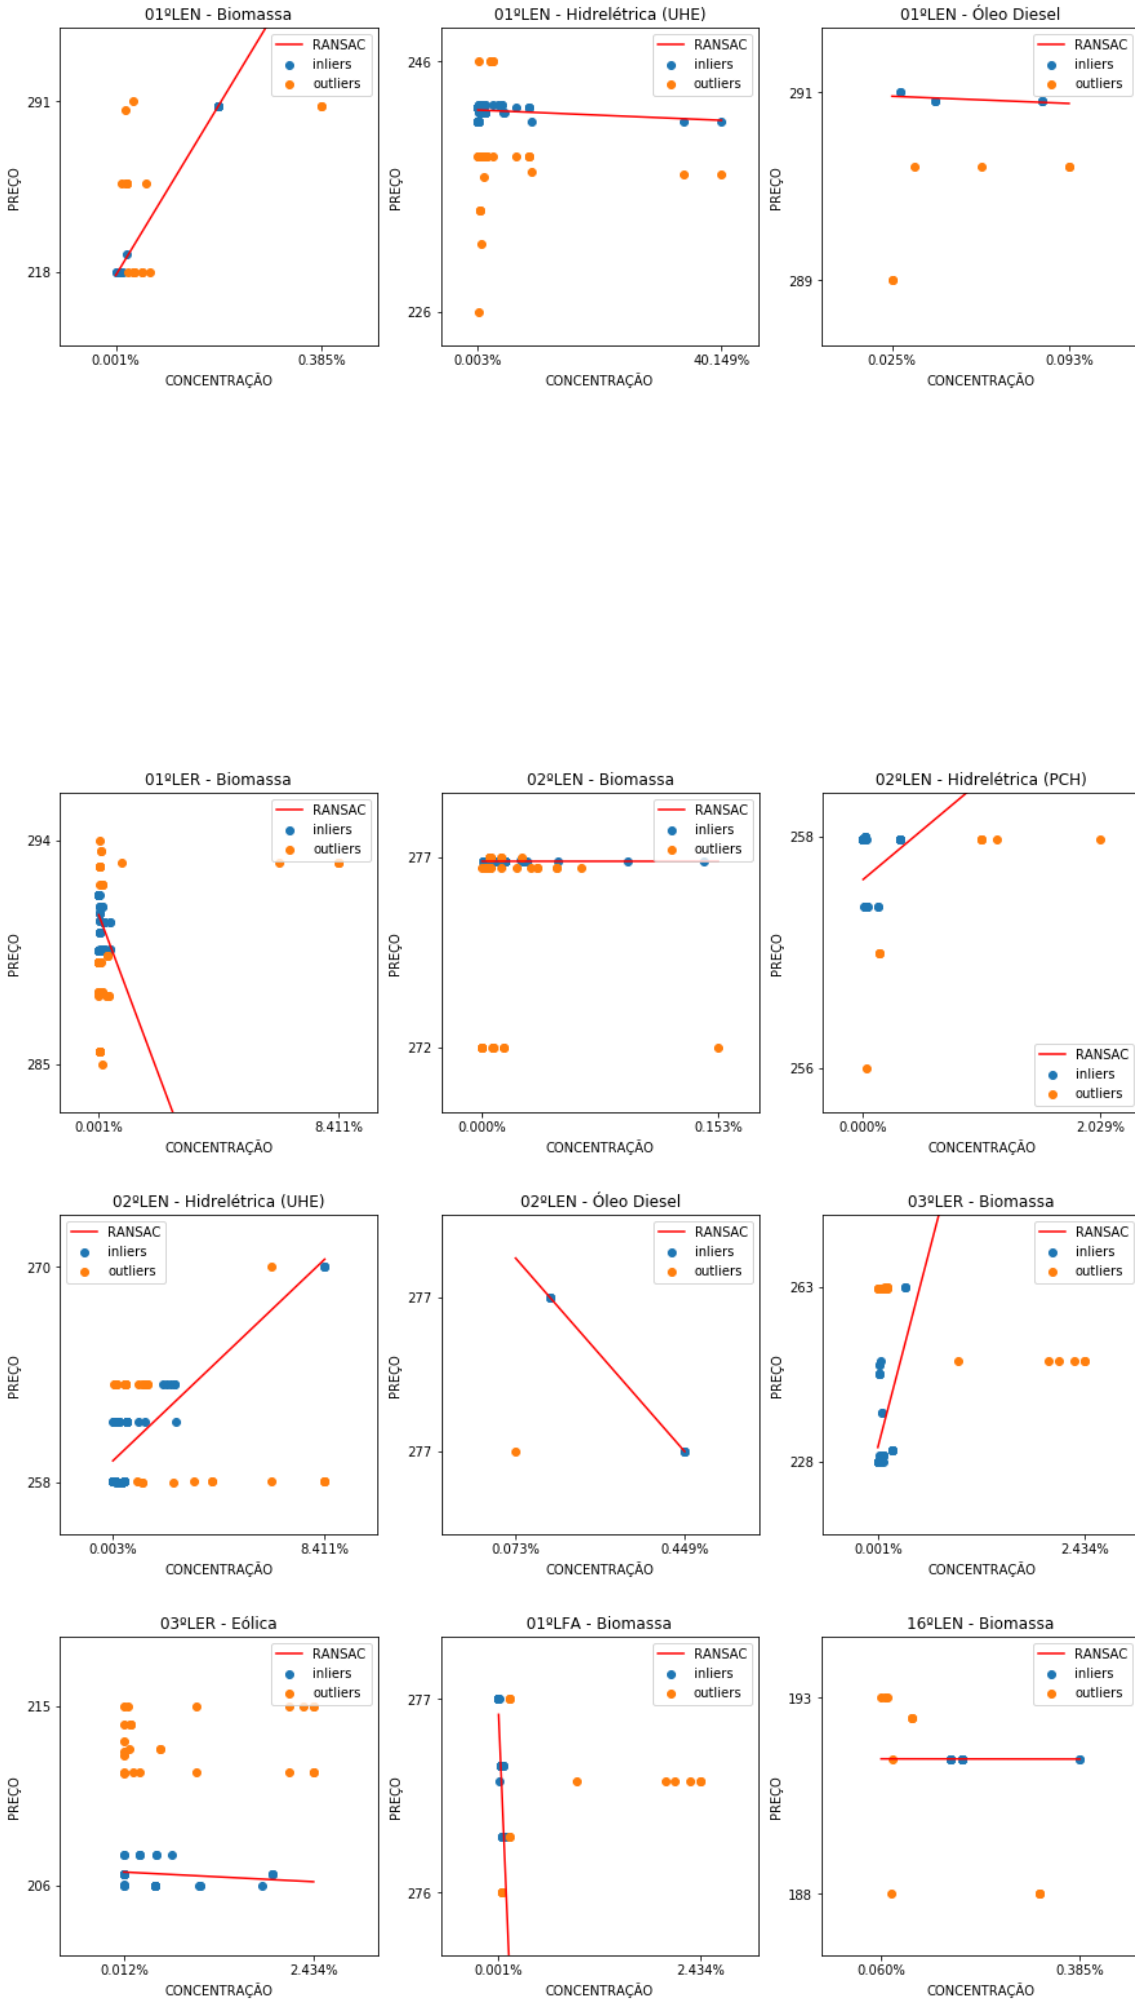 01ºLEN - Biomassa
RANSAC
inliers
outliers
291
218
PREÇO
0.001%
0.385%
CONCENTRAÇÃO
01ºLEN - Hidrelétrica (UHE)
RANSAC
inliers
outliers
246
226
PREÇO
0.003%
40.149%
CONCENTRAÇÃO
01ºLEN - Óleo Diesel
RANSAC
inliers
outliers
291
289
PREÇO
0.025%
0.093%
CONCENTRAÇÃO
01ºLER - Biomassa
RANSAC
inliers
outliers
294
285
PREÇO
0.001%
8.411%
CONCENTRAÇÃO
02ºLEN - Biomassa
RANSAC
inliers
outliers
277
272
PREÇO
0.000%
0.153%
CONCENTRAÇÃO
02ºLEN - Hidrelétrica (PCH)
258
256
PREÇO
RANSAC
inliers
outliers
0.000%
2.029%
CONCENTRAÇÃO
02ºLEN - Hidrelétrica (UHE)
RANSAC
inliers
outliers
270
258
PREÇO
0.003%
8.411%
CONCENTRAÇÃO
02ºLEN - Óleo Diesel
RANSAC
inliers
outliers
277
277
PREÇO
0.073%
0.449%
CONCENTRAÇÃO
03ºLER - Biomassa
RANSAC
inliers
outliers
263
228
PREÇO
0.001%
2.434%
CONCENTRAÇÃO
03ºLER - Eólica
RANSAC
inliers
outliers
215
206
PREÇO
0.012%
2.434%
CONCENTRAÇÃO
01ºLFA - Biomassa
RANSAC
inliers
outliers
277
276
PREÇO
0.001%
2.434%
CONCENTRAÇÃO
16ºLEN - Biomassa
RANSAC
inliers
outliers
193
188
PREÇO
0.060%
0.385%
CONCENTRAÇÃO